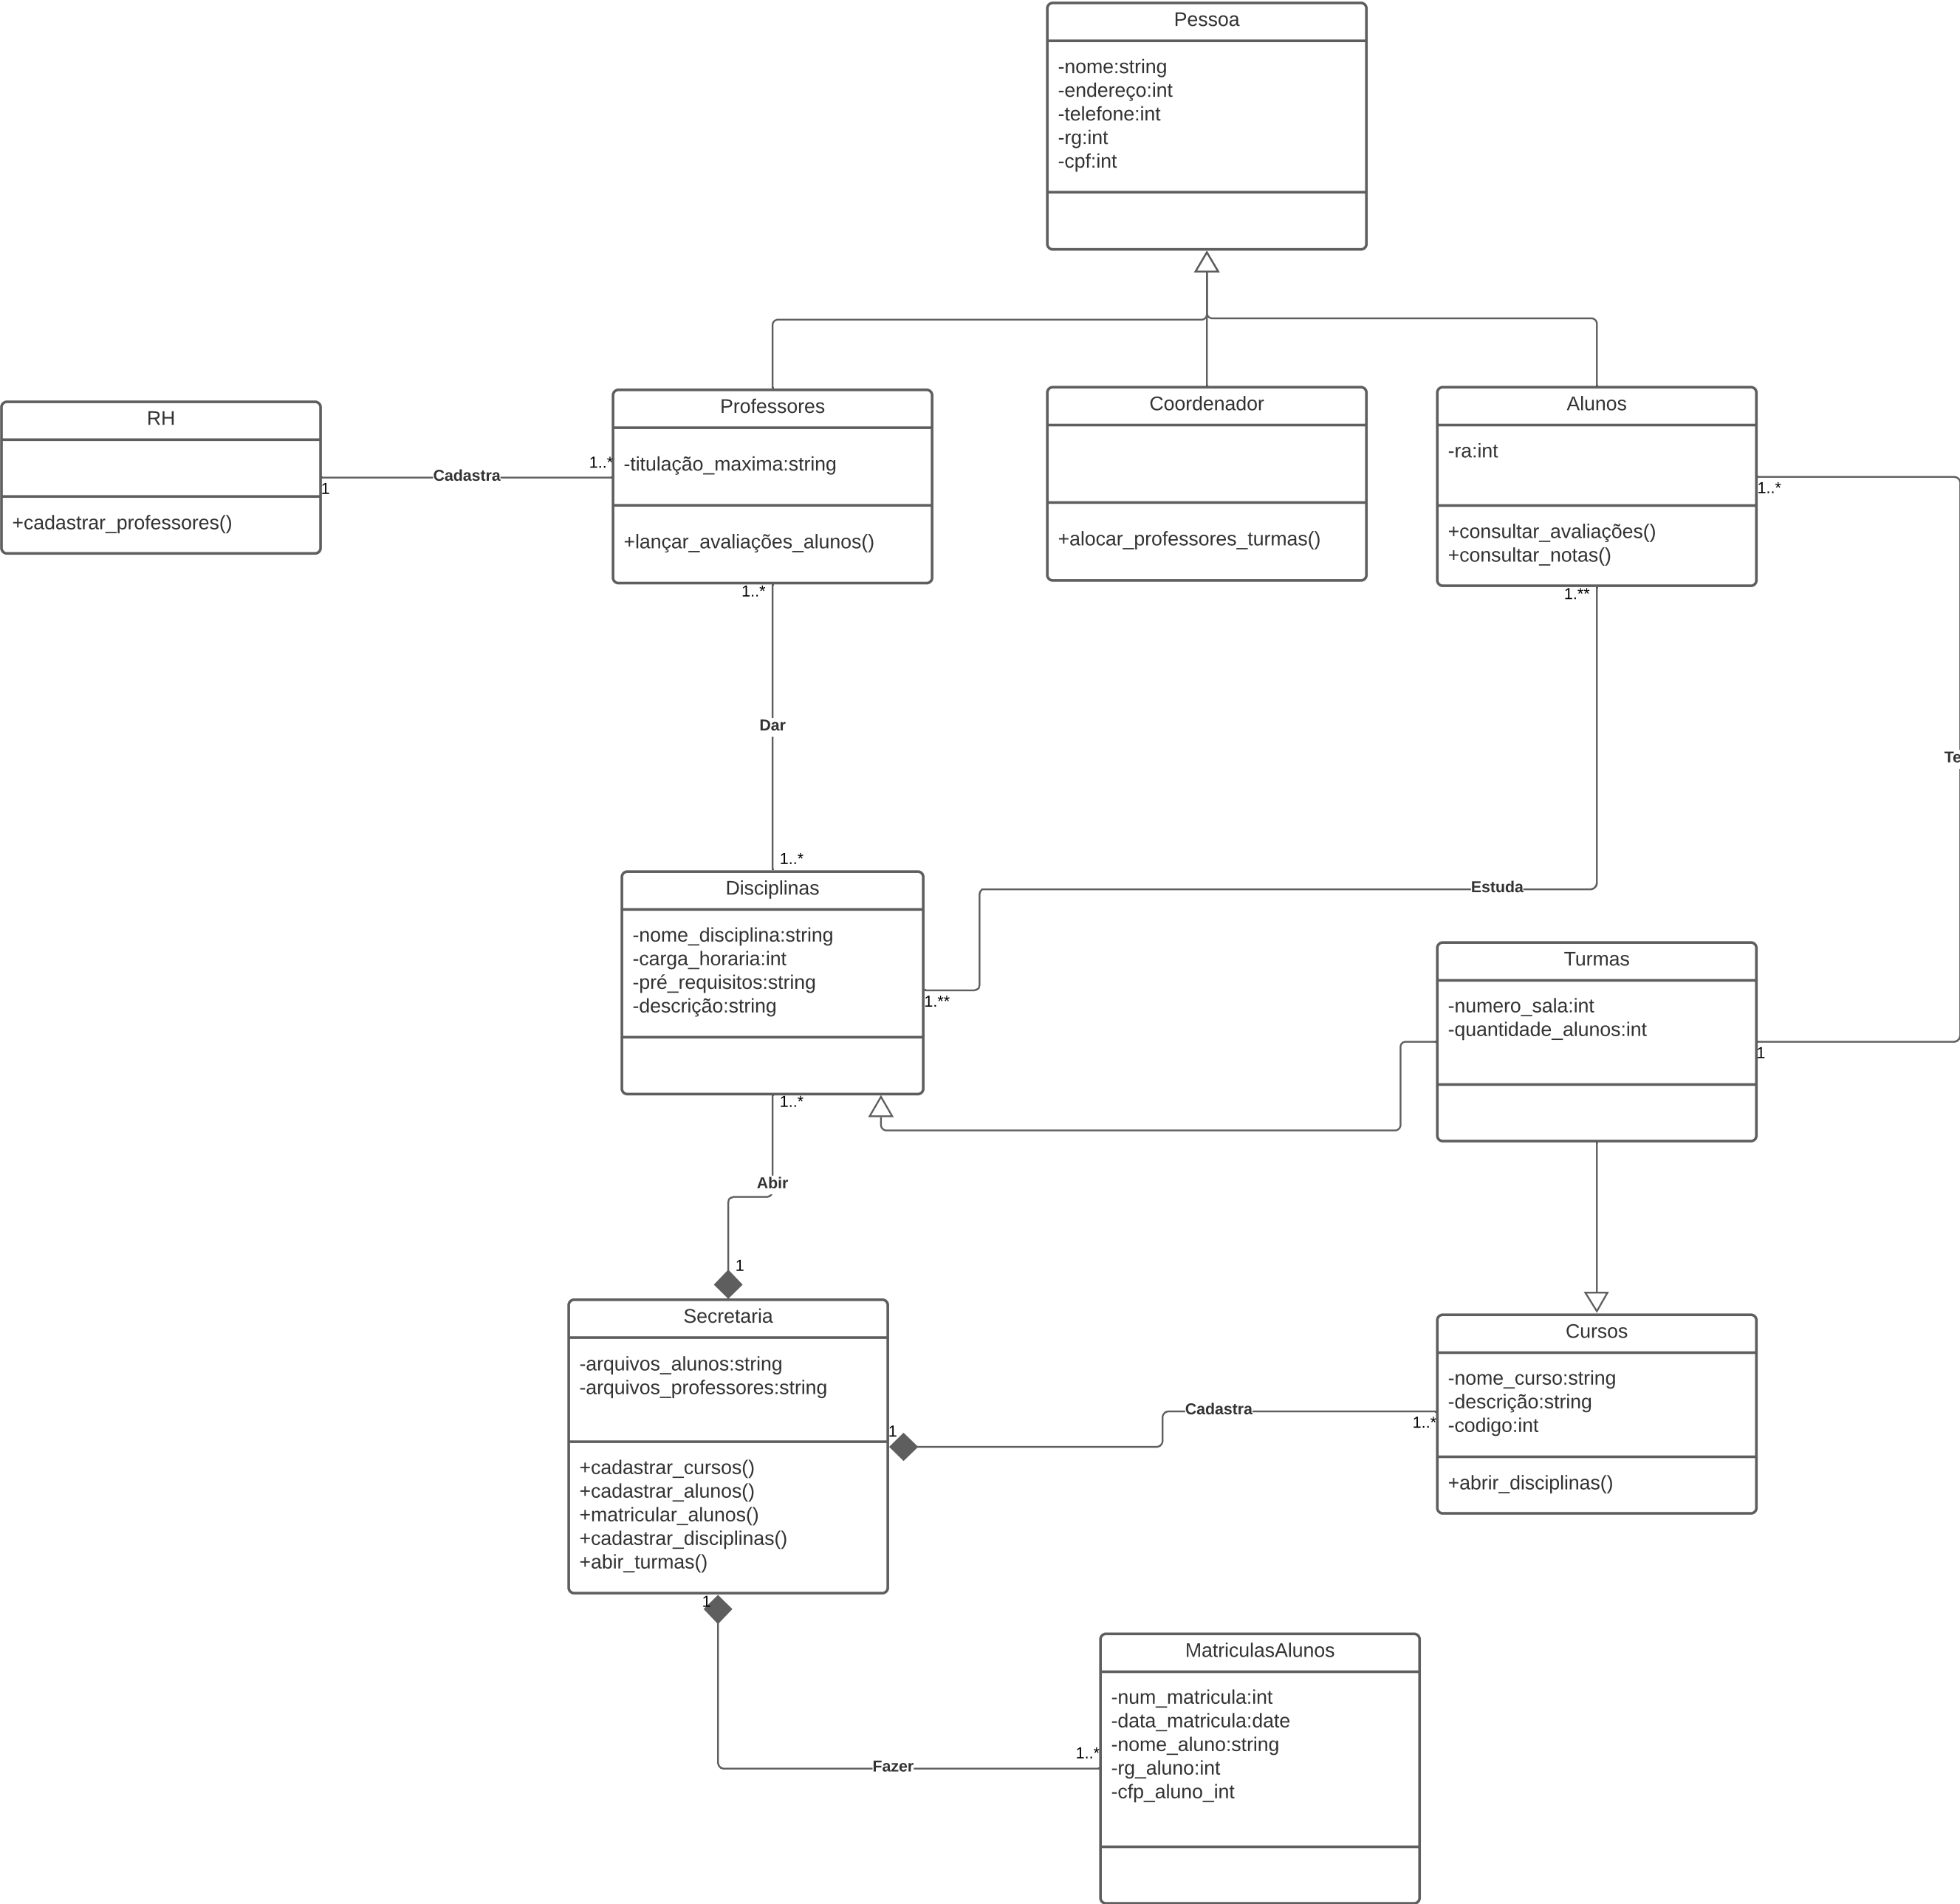 Pessoa
-nome:string
-endereço:int
-telefone:int
-rg:int
-cpf:int
RH
+cadastrar_professores()
1
Cadastra
1..*
Professores
-titulação_maxima:string
+lançar_avaliações_alunos()
Coordenador
+alocar_professores_turmas()
Alunos
-ra:int
+consultar_avaliações()
+consultar_notas()
1..*
1..*
1.**
Dar
Te
1..*
Estuda
Disciplinas
-nome_disciplina:string
-carga_horaria:int
-pré_requisitos:string
-descrição:string
1.**
Turmas
-numero_sala:int
-quantidade_alunos:int
1
1..*
Abir
1
Secretaria
-arquivos_alunos:string
-arquivos_professores:string
+cadastrar_cursos()
+cadastrar_alunos()
+matricular_alunos()
+cadastrar_disciplinas()
+abir_turmas()
1
Cadastra
1..*
Cursos
-nome_curso:string
-descrição:string
-codigo:int
+abrir_disciplinas()
1
Fazer
1..*
MatriculasAlunos
-num_matricula:int
-data_matricula:date
-nome_aluno:string
-rg_aluno:int
-cfp_aluno_int